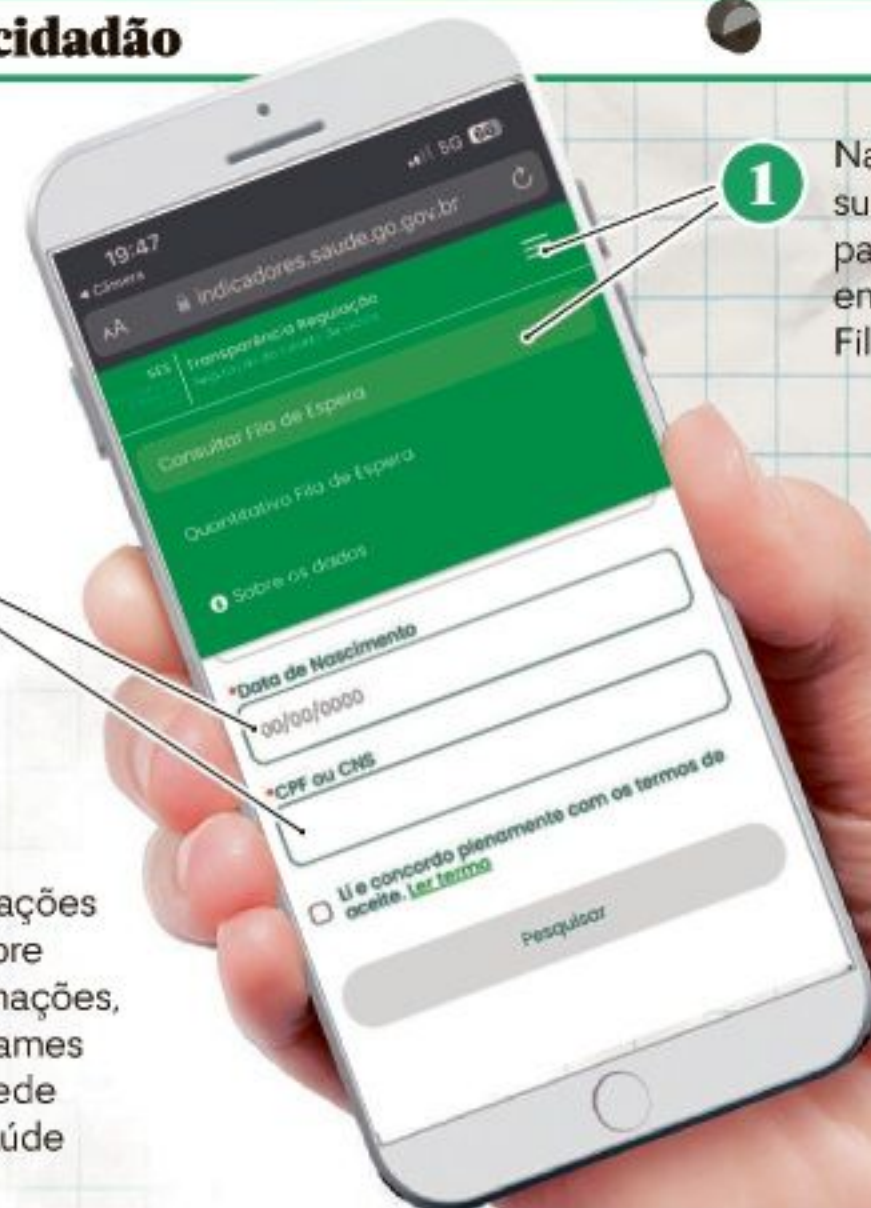 cidadão
19:47
5G
Câmera
AA
indicadores.saude.go.gov.br
SES
Transparência Regulação
Consultar Fila de Espera
Quantitativo Fila de Espera
Sobre os dados
*Data de Nascimento
00/00/0000
*CPF ou CNS
Li e concordo plenamente com os termos de
aceite. Ler termo
Pesquisar
1
Na
su
pa
en
Fil
ações
bre
nações,
ames
ede
úde